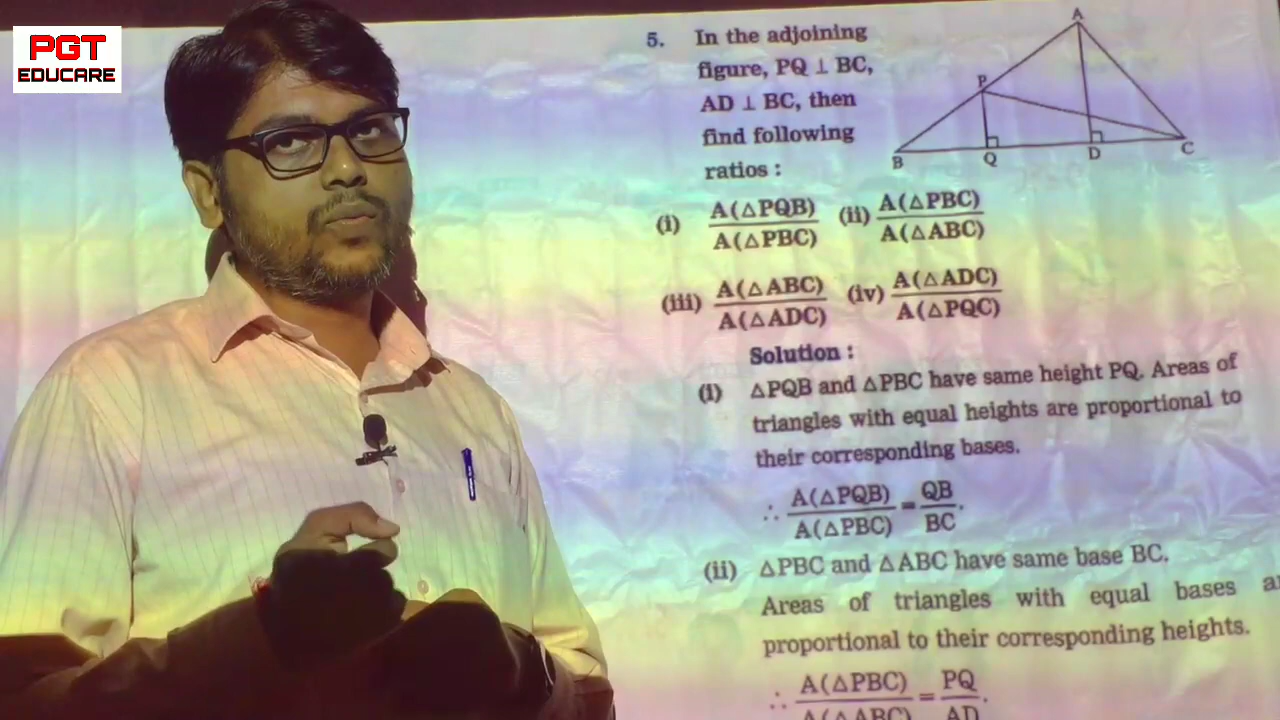 PGT
EDUCARE
5. In the adjoining
figure, PQ ⊥ BC,
AD ⊥ BC, then
find following
ratios :
A
P
B
Q
D
C
(i) A(△PQB) / A(△PBC) (ii) A(△PBC) / A(△ABC)
(iii) A(△ABC) / A(△ADC) (iv) A(△ADC) / A(△PQC)
Solution :
(i) △PQB and △PBC have same height PQ. Areas of
triangles with equal heights are proportional to
their corresponding bases.
∴ A(△PQB) / A(△PBC) = QB / BC.
(ii) △PBC and △ABC have same base BC.
Areas of triangles with equal bases
proportional to their corresponding heights.
∴ A(△PBC) / A(△ABC) = PQ / AD.